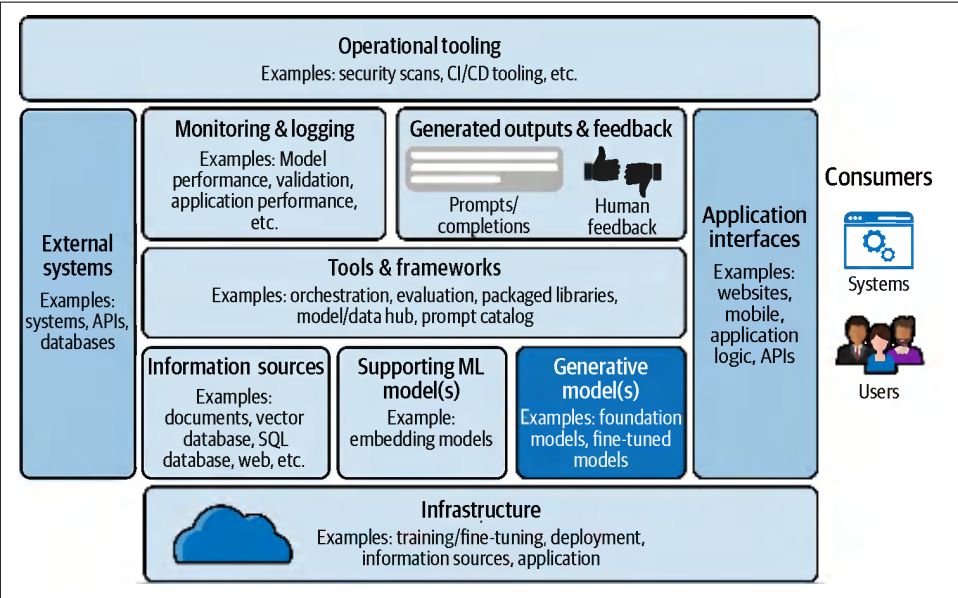 Operational tooling
Examples: security scans, CI/CD tooling, etc.
External
systems
Examples:
systems, APIs,
databases
Monitoring & logging
Examples: Model
performance, validation,
application performance,
etc.
Generated outputs & feedback
Prompts/
completions
Human
feedback
Tools & frameworks
Examples: orchestration, evaluation, packaged libraries,
model/data hub, prompt catalog
Information sources
Examples:
documents, vector
database, SQL
database, web, etc.
Supporting ML
model(s)
Example:
embedding models
Generative
model(s)
Examples: foundation
models, fine-tuned
models
Application
interfaces
Examples:
websites,
mobile,
application
logic, APIs
Consumers
Systems
Users
Infrastructure
Examples: training/fine-tuning, deployment,
information sources, application